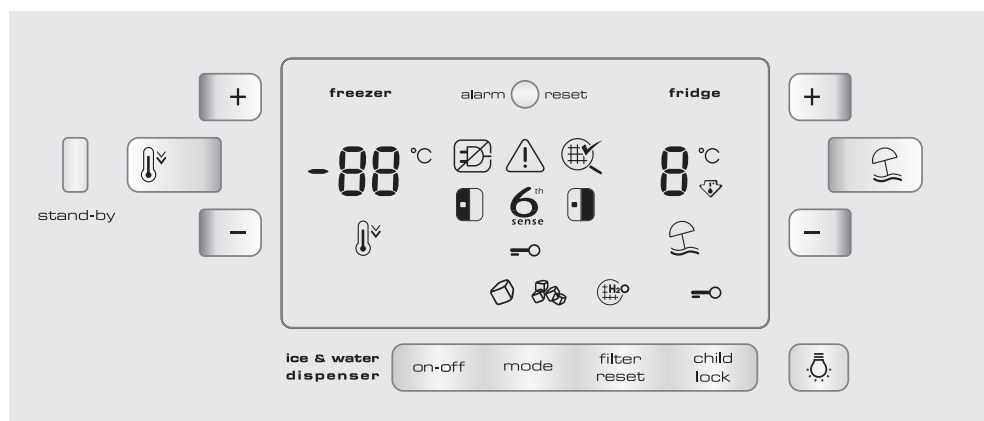 freezer
alarm reset
fridge
+
+
-88 °C
8 °C
6th
sense
stand-by
-
-
H2O
ice & water
dispenser
on-off
mode
filter
reset
child
lock